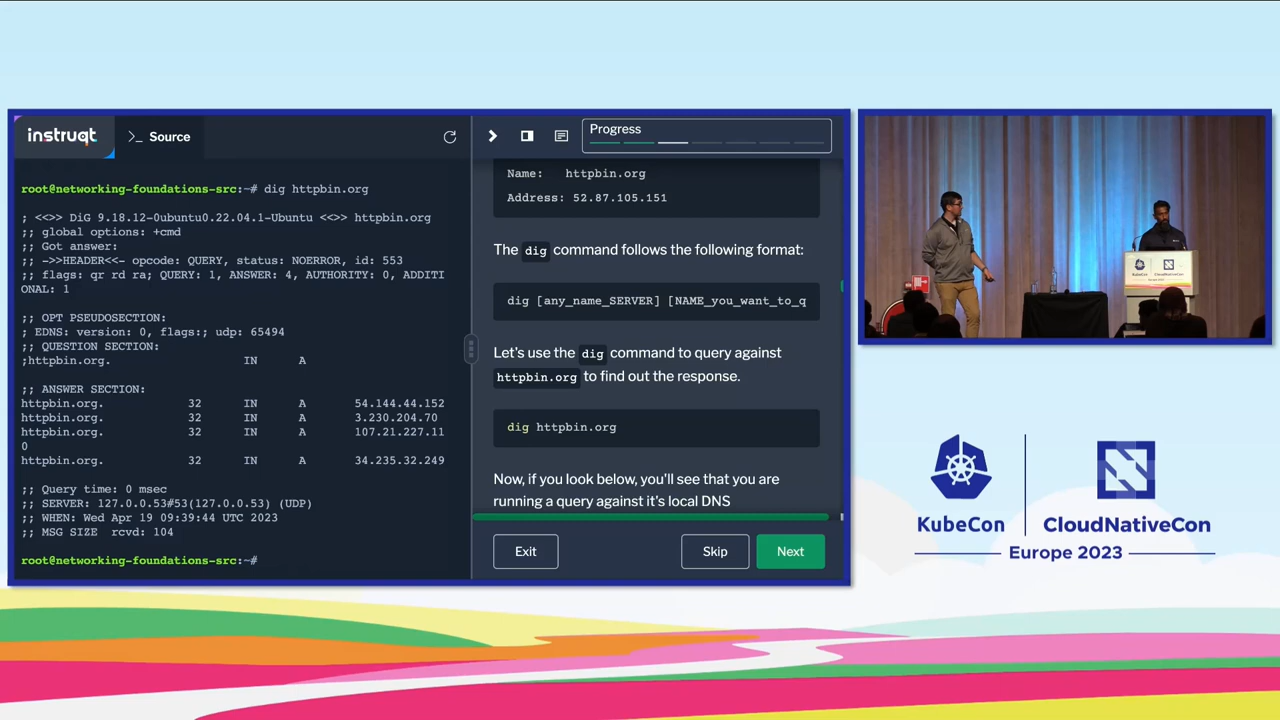 instruqt
>_ Source
root@networking-foundations-src:~# dig httpbin.org
; <<>> DiG 9.18.12-0ubuntu0.22.04.1-Ubuntu <<>> httpbin.org
;; global options: +cmd
;; Got answer:
;; ->>HEADER<<- opcode: QUERY, status: NOERROR, id: 553
;; flags: qr rd ra; QUERY: 1, ANSWER: 4, AUTHORITY: 0, ADDITI
ONAL: 1
;; OPT PSEUDOSECTION:
; EDNS: version: 0, flags:; udp: 65494
;; QUESTION SECTION:
;httpbin.org. IN A
;; ANSWER SECTION:
httpbin.org. 32 IN A 54.144.44.152
httpbin.org. 32 IN A 3.230.204.70
httpbin.org. 32 IN A 107.21.227.11
0
httpbin.org. 32 IN A 34.235.32.249
;; Query time: 0 msec
;; SERVER: 127.0.0.53#53(127.0.0.53) (UDP)
;; WHEN: Wed Apr 19 09:39:44 UTC 2023
;; MSG SIZE rcvd: 104
root@networking-foundations-src:~#
Progress
Name: httpbin.org
Address: 52.87.105.151
The dig command follows the following format:
dig [any_name_SERVER] [NAME_you_want_to_q
Let's use the dig command to query against
httpbin.org to find out the response.
dig httpbin.org
Now, if you look below, you'll see that you are
running a query against it's local DNS
Exit
Skip
Next
KubeCon
CloudNativeCon
Europe 2023